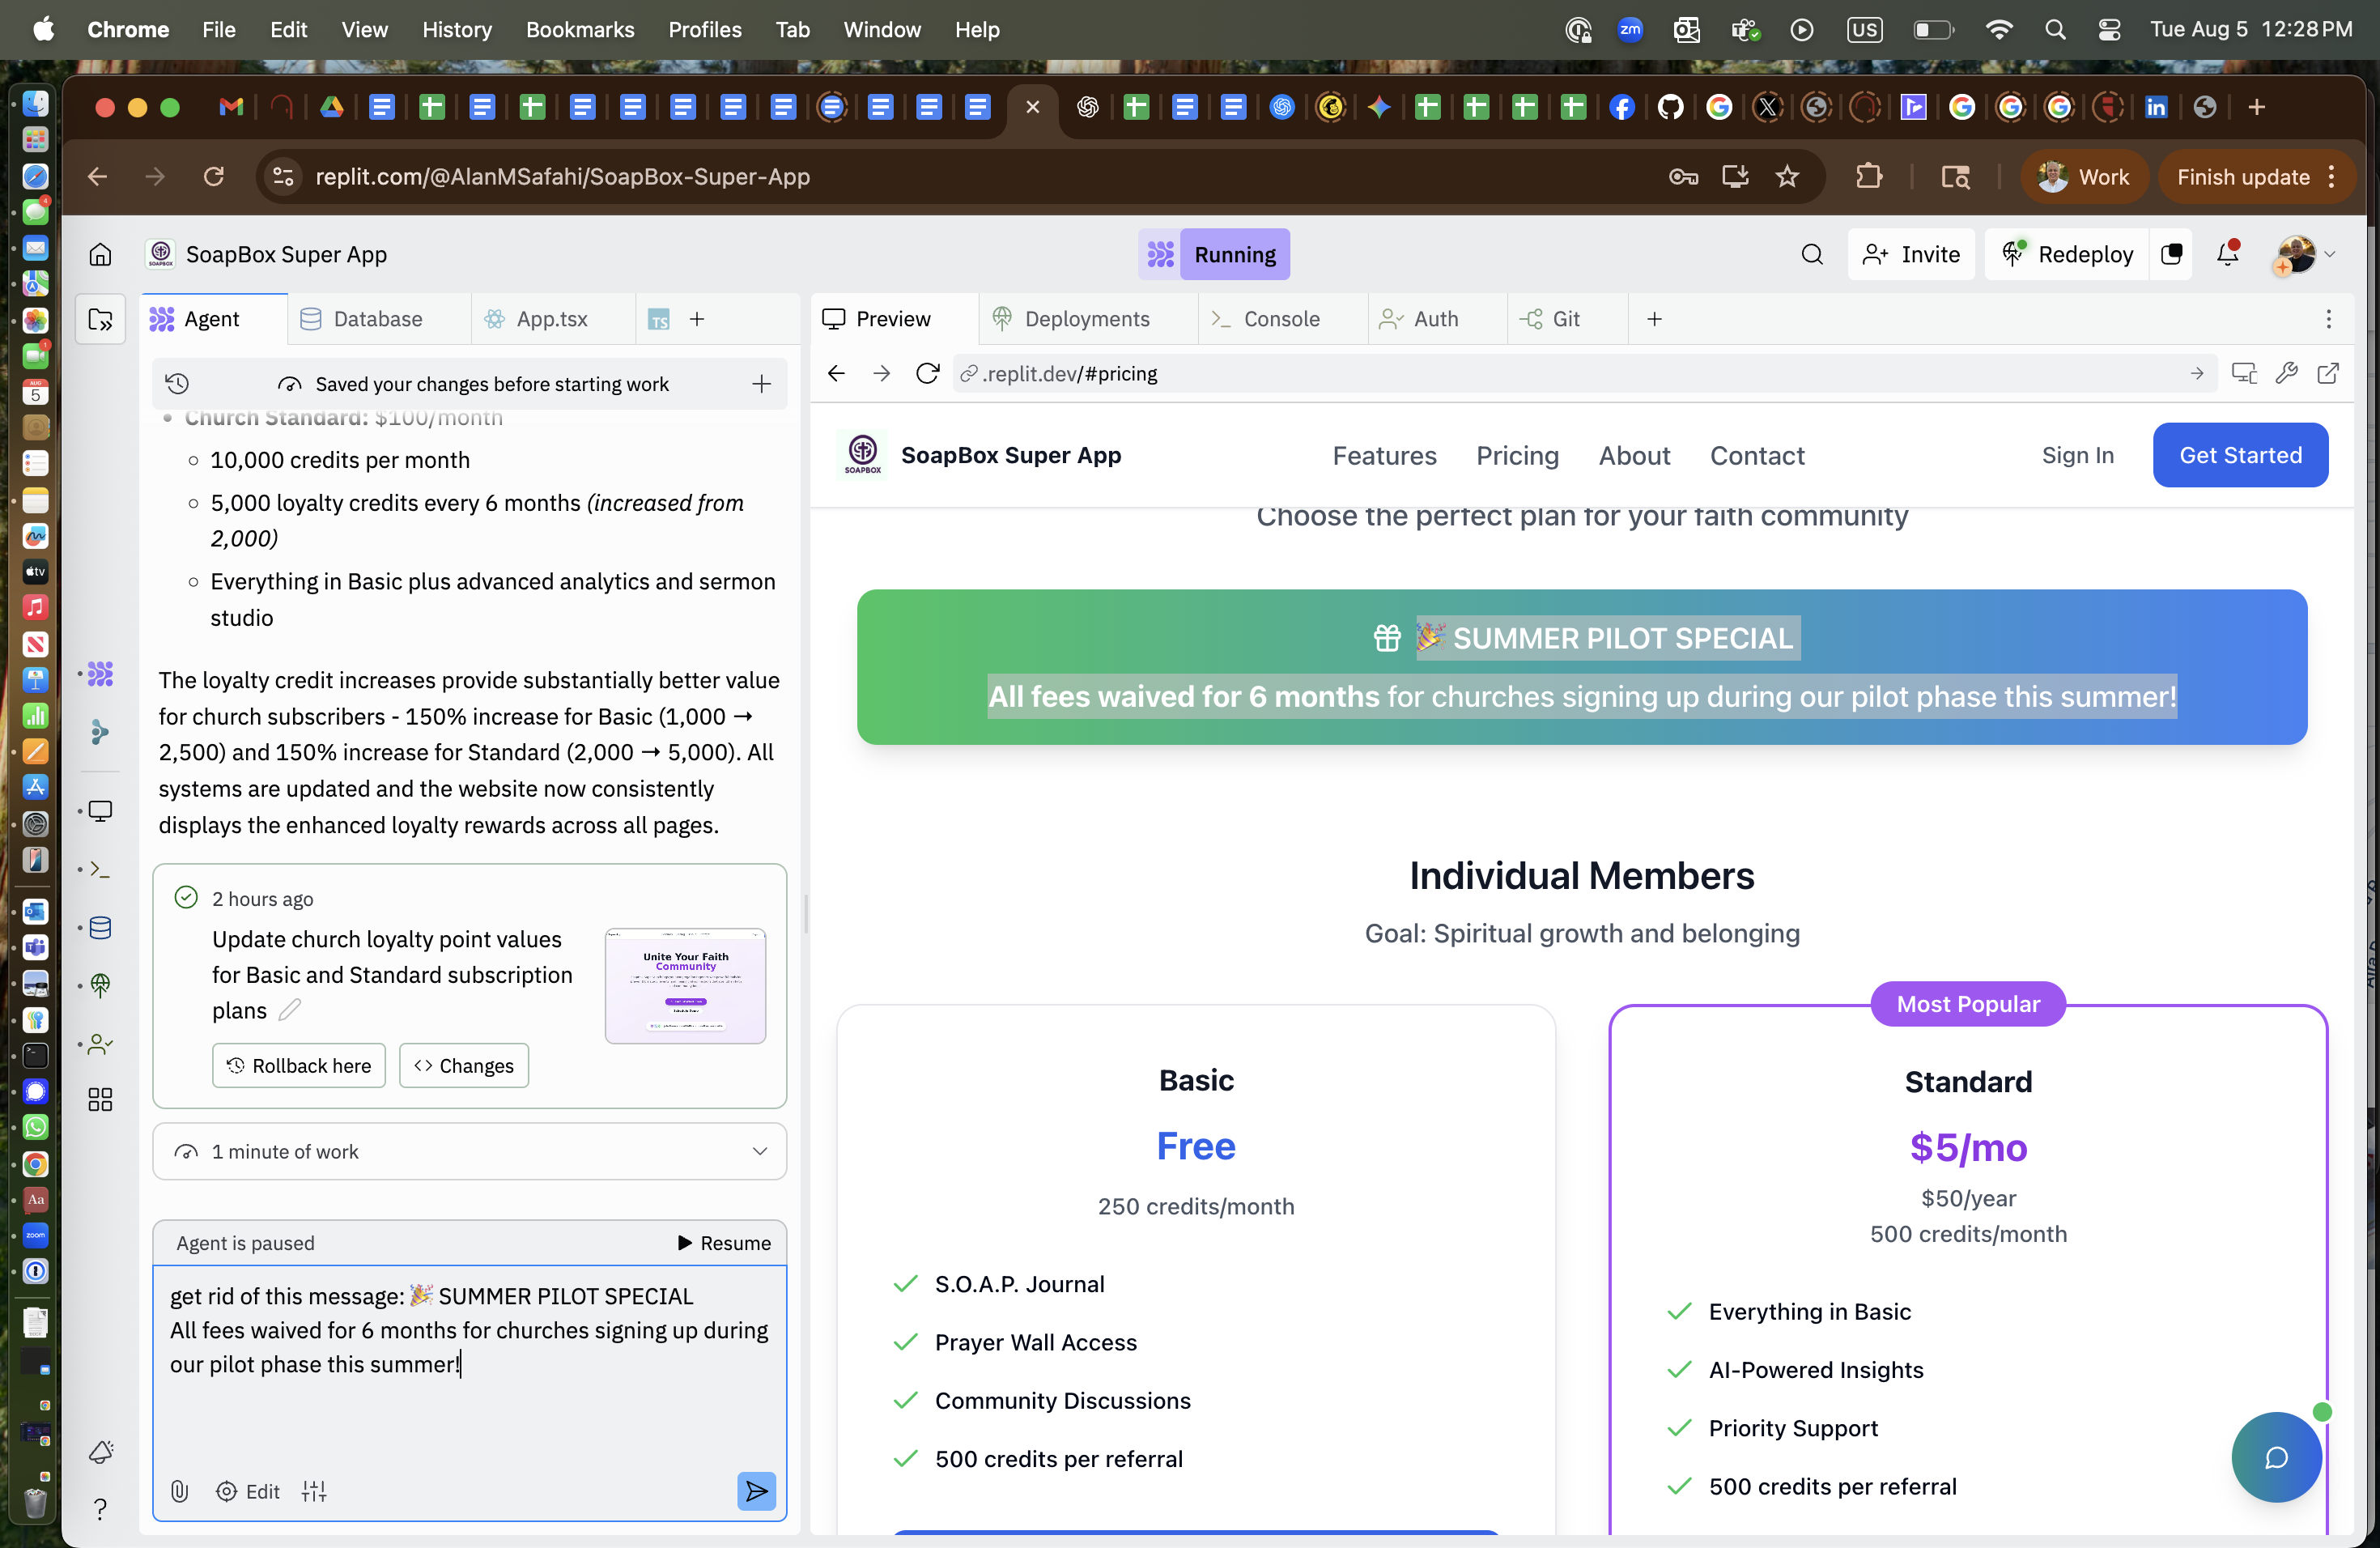 Chrome File Edit View History Bookmarks Profiles Tab Window Help
zm US Tue Aug 5 12:28 PM
replit.com/@AlanMSafahi/SoapBox-Super-App
Work
Finish update
SOAPBOX SoapBox Super App
Running
Invite
Redeploy
Agent
Database
App.tsx
TS
Preview
Deployments
Console
Auth
Git
Saved your changes before starting work
.replit.dev/#pricing
• Church Standard: $100/month
10,000 credits per month
5,000 loyalty credits every 6 months (increased from
2,000)
Everything in Basic plus advanced analytics and sermon
studio
The loyalty credit increases provide substantially better value
for church subscribers - 150% increase for Basic (1,000 →
2,500) and 150% increase for Standard (2,000 → 5,000). All
systems are updated and the website now consistently
displays the enhanced loyalty rewards across all pages.
2 hours ago
Update church loyalty point values
for Basic and Standard subscription
plans
Unite Your Faith
Community
Rollback here
<> Changes
1 minute of work
Agent is paused
Resume
get rid of this message: 🎉 SUMMER PILOT SPECIAL
All fees waived for 6 months for churches signing up during
our pilot phase this summer!
Edit
SOAPBOX
SoapBox Super App
Features Pricing About Contact
Sign In
Get Started
Choose the perfect plan for your faith community
🎉 SUMMER PILOT SPECIAL
All fees waived for 6 months for churches signing up during our pilot phase this summer!
Individual Members
Goal: Spiritual growth and belonging
Basic
Free
250 credits/month
S.O.A.P. Journal
Prayer Wall Access
Community Discussions
500 credits per referral
Most Popular
Standard
$5/mo
$50/year
500 credits/month
Everything in Basic
AI-Powered Insights
Priority Support
500 credits per referral
AUG
5
tv
Aa
zoom